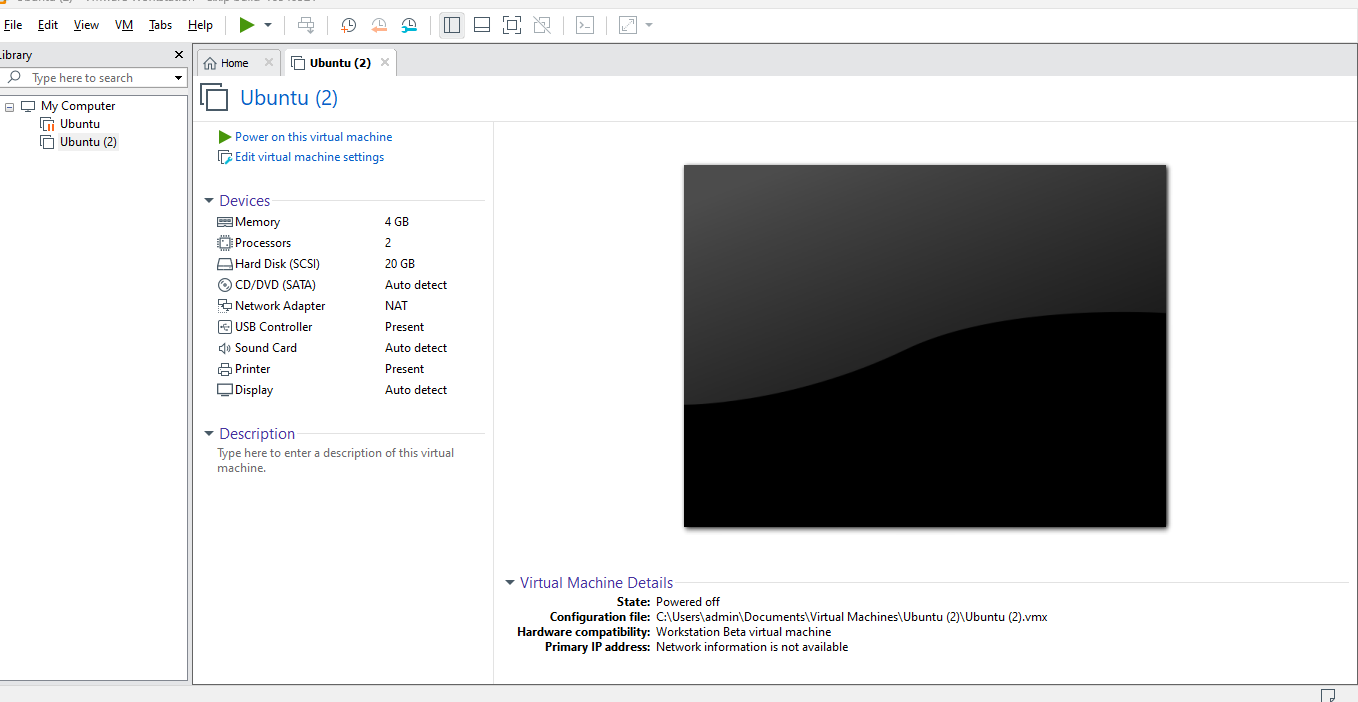 File Edit View VM Tabs Help
Library
Type here to search
My Computer
Ubuntu
Ubuntu (2)
Home
Ubuntu (2)
Ubuntu (2)
Power on this virtual machine
Edit virtual machine settings
Devices
Memory 4 GB
Processors 2
Hard Disk (SCSI) 20 GB
CD/DVD (SATA) Auto detect
Network Adapter NAT
USB Controller Present
Sound Card Auto detect
Printer Present
Display Auto detect
Description
Type here to enter a description of this virtual
machine.
Virtual Machine Details
State: Powered off
Configuration file: C:\Users\admin\Documents\Virtual Machines\Ubuntu (2)\Ubuntu (2).vmx
Hardware compatibility: Workstation Beta virtual machine
Primary IP address: Network information is not available